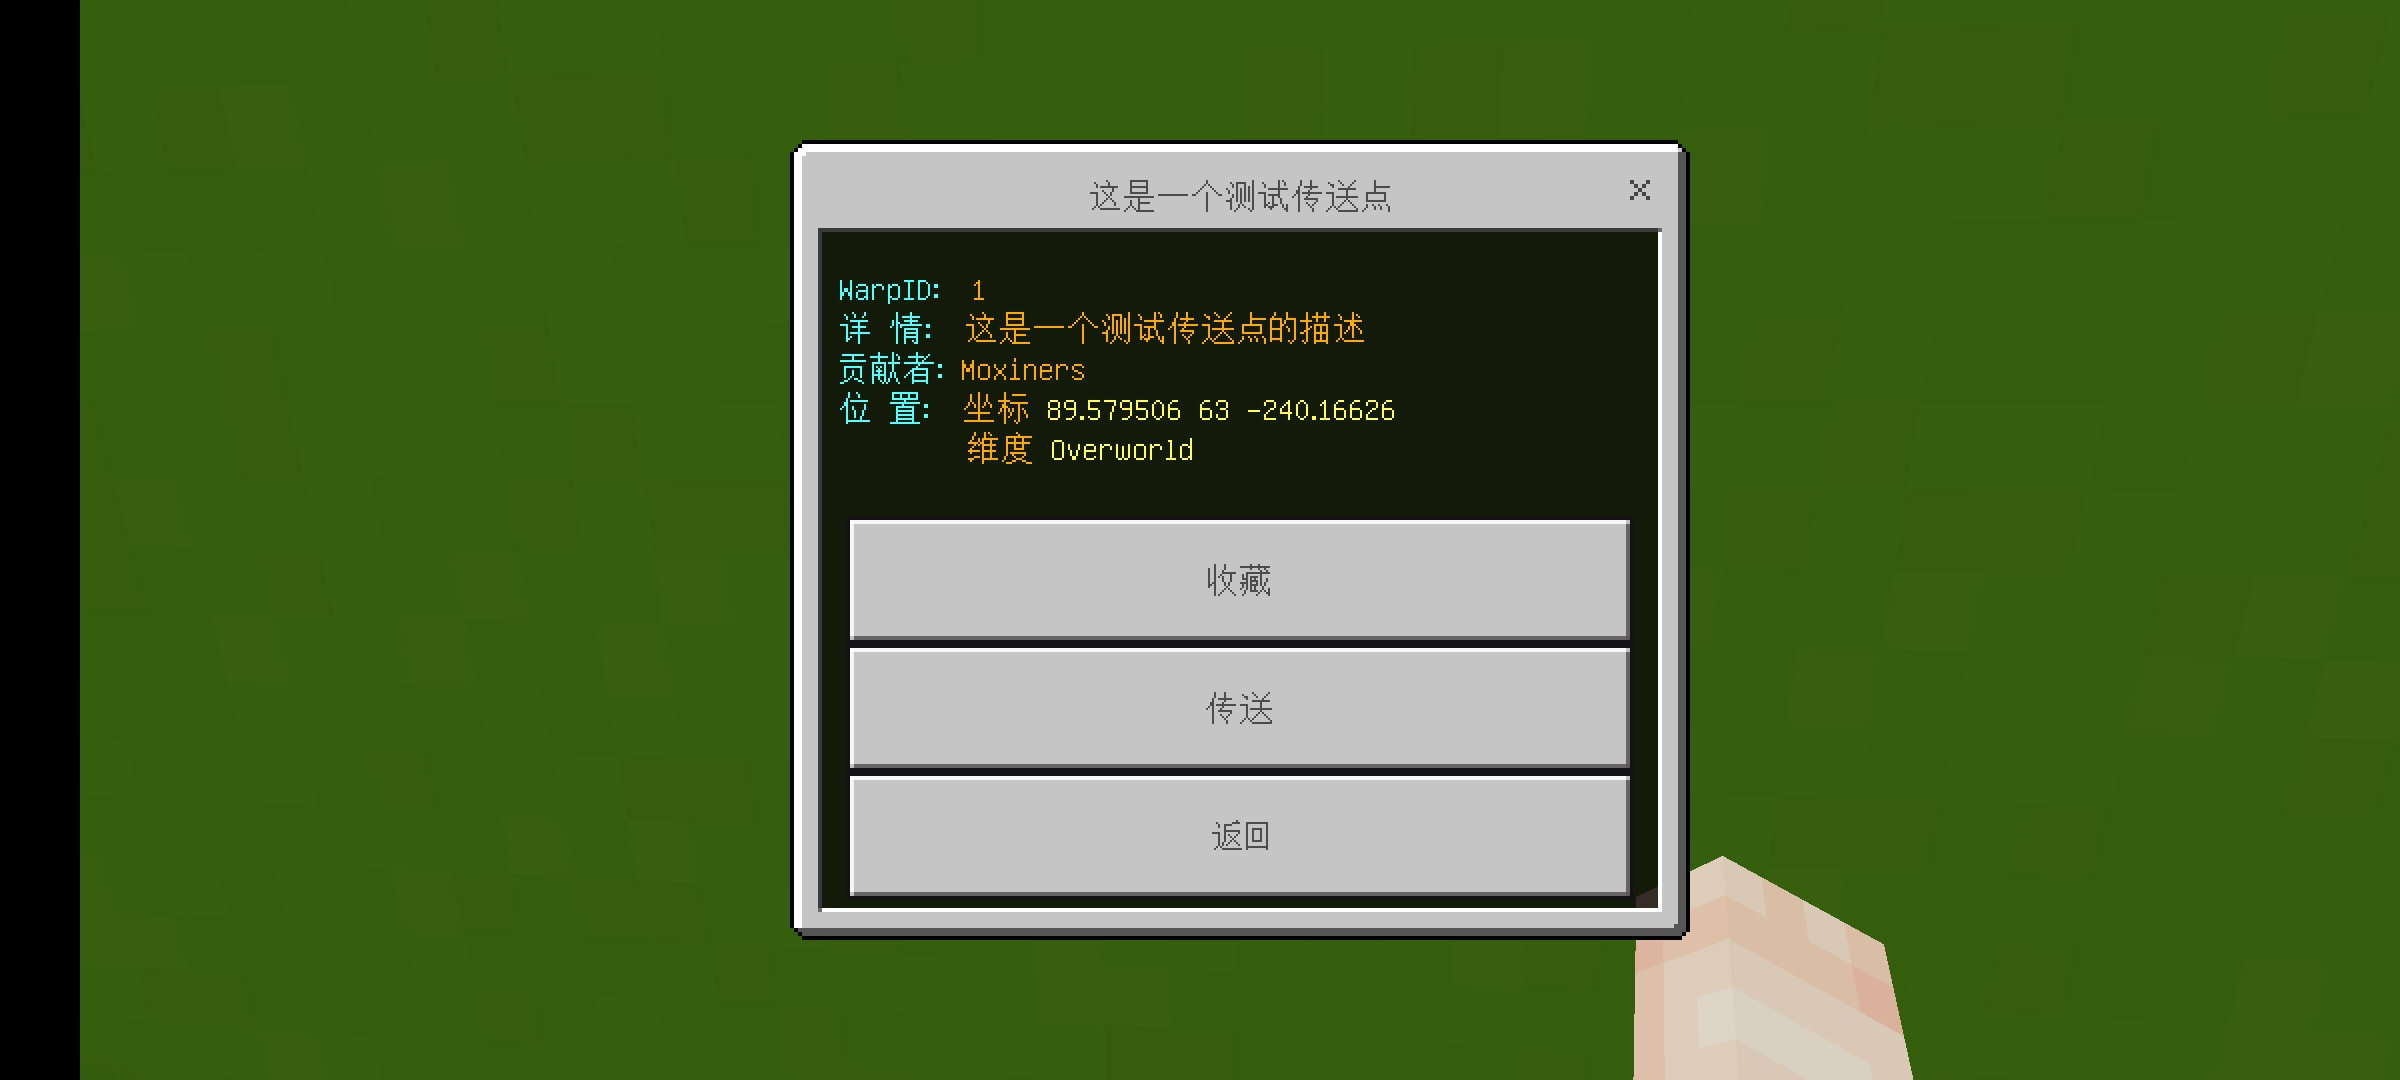 这是一个测试传送点
WarpID: 1
详 情: 这是一个测试传送点的描述
贡献者: Moxiners
位 置: 坐标 89.579506 63 -240.16626
维度 Overworld
收藏
传送
返回